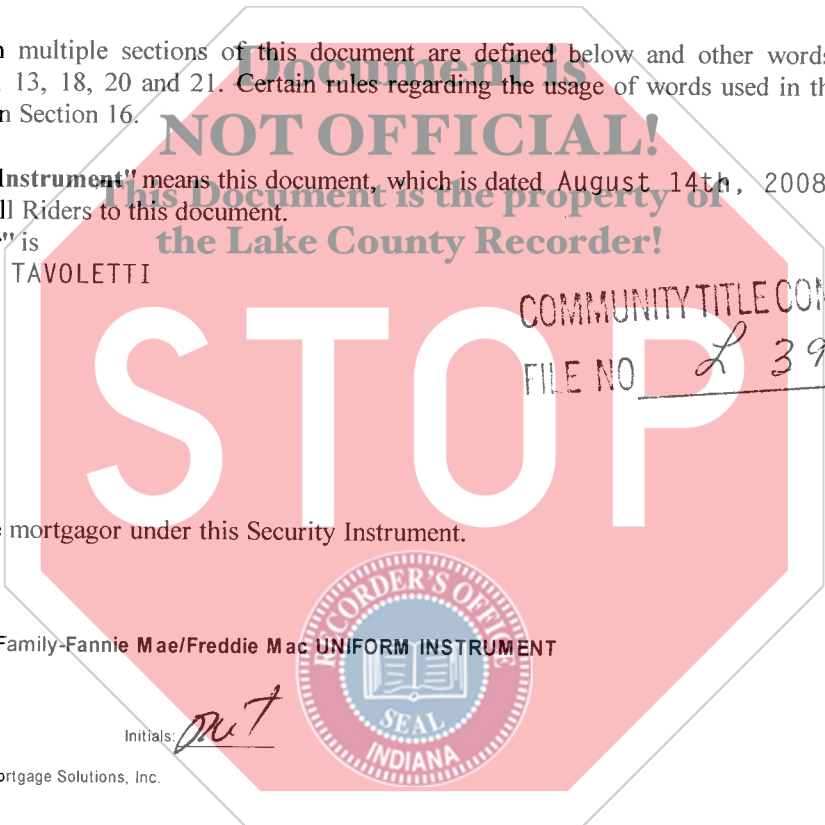 multiple sections of this document are defined below and other words
13, 18, 20 and 21. Certain rules regarding the usage of words used in th
n Section 16.
Document is
NOT OFFICIAL!
This Document is the property of
the Lake County Recorder!
Instrument" means this document, which is dated August 14th, 2008
ll Riders to this document.
" is
TAVOLETTI
COMMUNITY TITLE COM
FILE NO L 39
STOP
mortgagor under this Security Instrument.
Family-Fannie Mae/Freddie Mac UNIFORM INSTRUMENT
RECORDER'S OFFICE
SEAL
INDIANA
Initials:
ortgage Solutions, Inc.